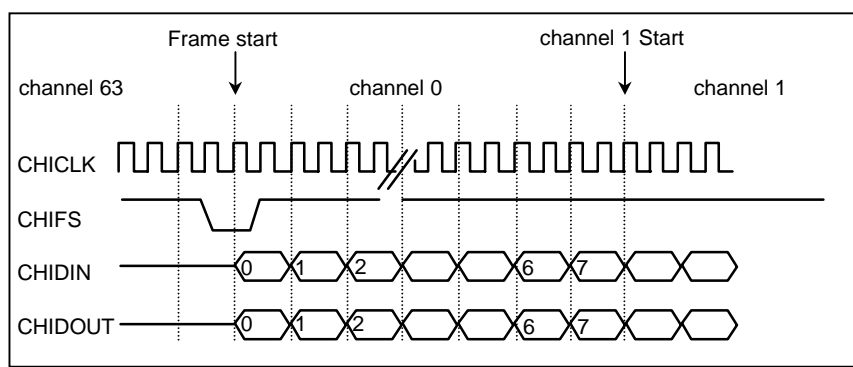 Frame start channel 1 Start
channel 63 channel 0 channel 1
CHICLK
CHIFS
CHIDIN 0 1 2 6 7
CHIDOUT 0 1 2 6 7